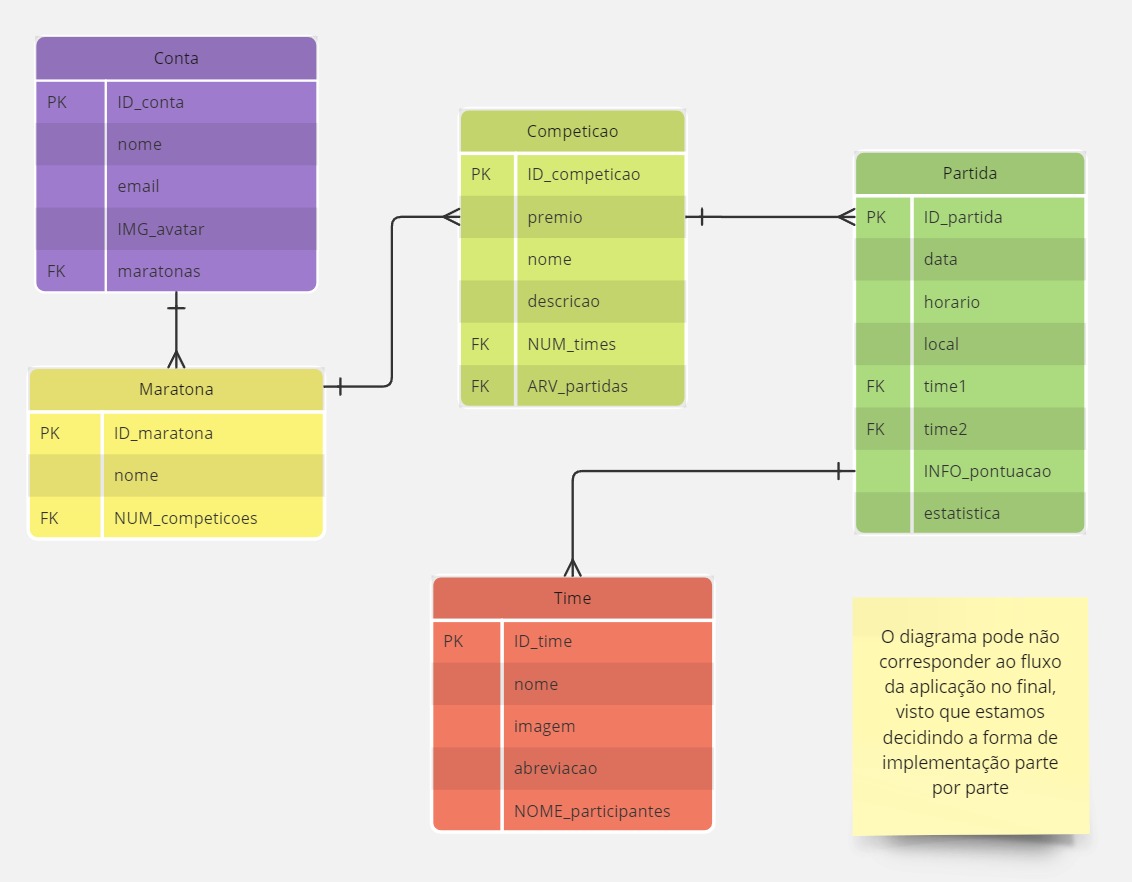 Conta
PK ID_conta
nome
email
IMG_avatar
FK maratonas
Maratona
PK ID_maratona
nome
FK NUM_competicoes
Competicao
PK ID_competicao
premio
nome
descricao
FK NUM_times
FK ARV_partidas
Partida
PK ID_partida
data
horario
local
FK time1
FK time2
INFO_pontuacao
estatistica
Time
PK ID_time
nome
imagem
abreviacao
NOME_participantes
O diagrama pode não
corresponder ao fluxo
da aplicação no final,
visto que estamos
decidindo a forma de
implementação parte
por parte